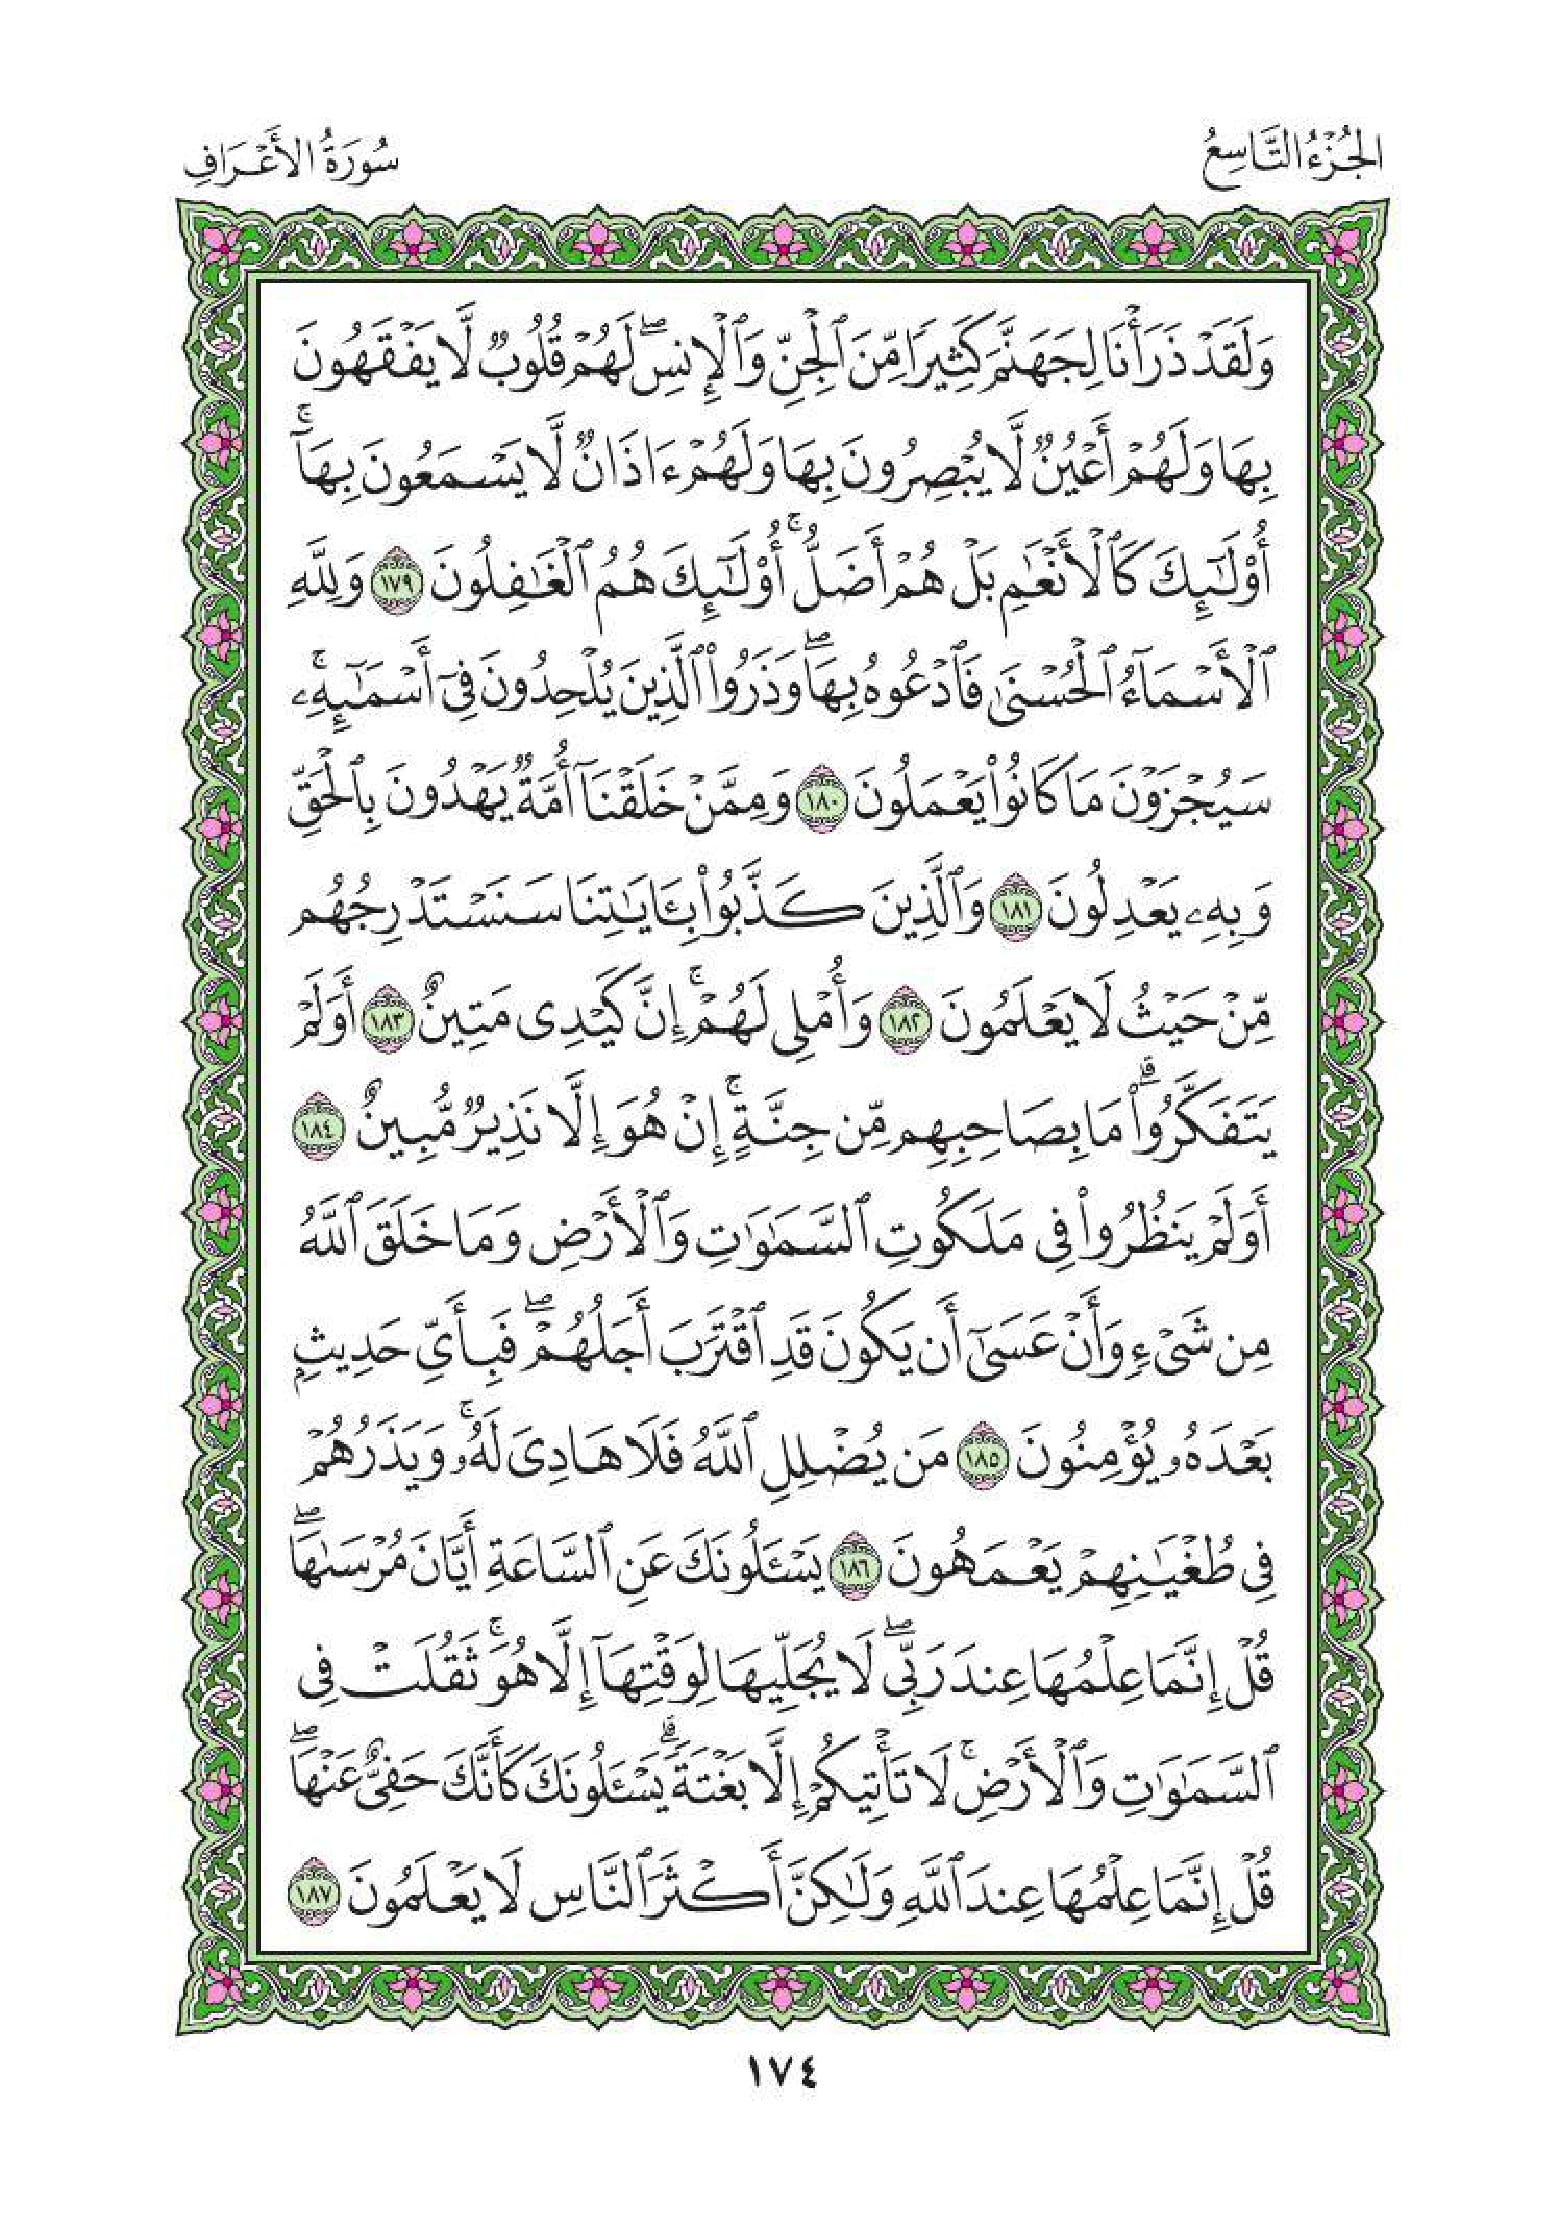 الجُزْءُ التَّاسِعُ
سُورَةُ الأَعْرَافِ
وَلَقَدْ ذَرَأْنَا لِجَهَنَّمَ كَثِيرًا مِّنَ ٱلْجِنِّ وَٱلْإِنسِۖ لَهُمْ قُلُوبٌ لَّا يَفْقَهُونَ
بِهَا وَلَهُمْ أَعْيُنٌ لَّا يُبْصِرُونَ بِهَا وَلَهُمْ ءَاذَانٌ لَّا يَسْمَعُونَ بِهَآۚ
أُوْلَـٰٓئِكَ كَٱلْأَنْعَـٰمِ بَلْ هُمْ أَضَلُّۚ أُوْلَـٰٓئِكَ هُمُ ٱلْغَـٰفِلُونَ ١٧٩ وَلِلَّهِ
ٱلْأَسْمَآءُ ٱلْحُسْنَىٰ فَٱدْعُوهُ بِهَاۖ وَذَرُواْ ٱلَّذِينَ يُلْحِدُونَ فِىٓ أَسْمَـٰٓئِهِۦۚ
سَيُجْزَوْنَ مَا كَانُواْ يَعْمَلُونَ ١٨٠ وَمِمَّنْ خَلَقْنَآ أُمَّةٌ يَهْدُونَ بِٱلْحَقِّ
وَبِهِۦ يَعْدِلُونَ ١٨١ وَٱلَّذِينَ كَذَّبُواْ بِـَٔايَـٰتِنَا سَنَسْتَدْرِجُهُم
مِّنْ حَيْثُ لَا يَعْلَمُونَ ١٨٢ وَأُمْلِى لَهُمْۚ إِنَّ كَيْدِى مَتِينٌ ١٨٣ أَوَلَمْ
يَتَفَكَّرُواْۗ مَا بِصَاحِبِهِم مِّن جِنَّةٍۚ إِنْ هُوَ إِلَّا نَذِيرٌ مُّبِينٌ ١٨٤
أَوَلَمْ يَنظُرُواْ فِى مَلَكُوتِ ٱلسَّمَـٰوَٰتِ وَٱلْأَرْضِ وَمَا خَلَقَ ٱللَّهُ
مِن شَىْءٍ وَأَنْ عَسَىٰٓ أَن يَكُونَ قَدِ ٱقْتَرَبَ أَجَلُهُمْۖ فَبِأَىِّ حَدِيثٍ
بَعْدَهُۥ يُؤْمِنُونَ ١٨٥ مَن يُضْلِلِ ٱللَّهُ فَلَا هَادِىَ لَهُۥۚ وَيَذَرُهُمْ
فِى طُغْيَـٰنِهِمْ يَعْمَهُونَ ١٨٦ يَسْـَٔلُونَكَ عَنِ ٱلسَّاعَةِ أَيَّانَ مُرْسَىٰهَاۖ
قُلْ إِنَّمَا عِلْمُهَا عِندَ رَبِّىۖ لَا يُجَلِّيهَا لِوَقْتِهَآ إِلَّا هُوَۚ ثَقُلَتْ فِى
ٱلسَّمَـٰوَٰتِ وَٱلْأَرْضِۚ لَا تَأْتِيكُمْ إِلَّا بَغْتَةًۗ يَسْـَٔلُونَكَ كَأَنَّكَ حَفِىٌّ عَنْهَاۖ
قُلْ إِنَّمَا عِلْمُهَا عِندَ ٱللَّهِ وَلَـٰكِنَّ أَكْثَرَ ٱلنَّاسِ لَا يَعْلَمُونَ ١٨٧
١٧٤